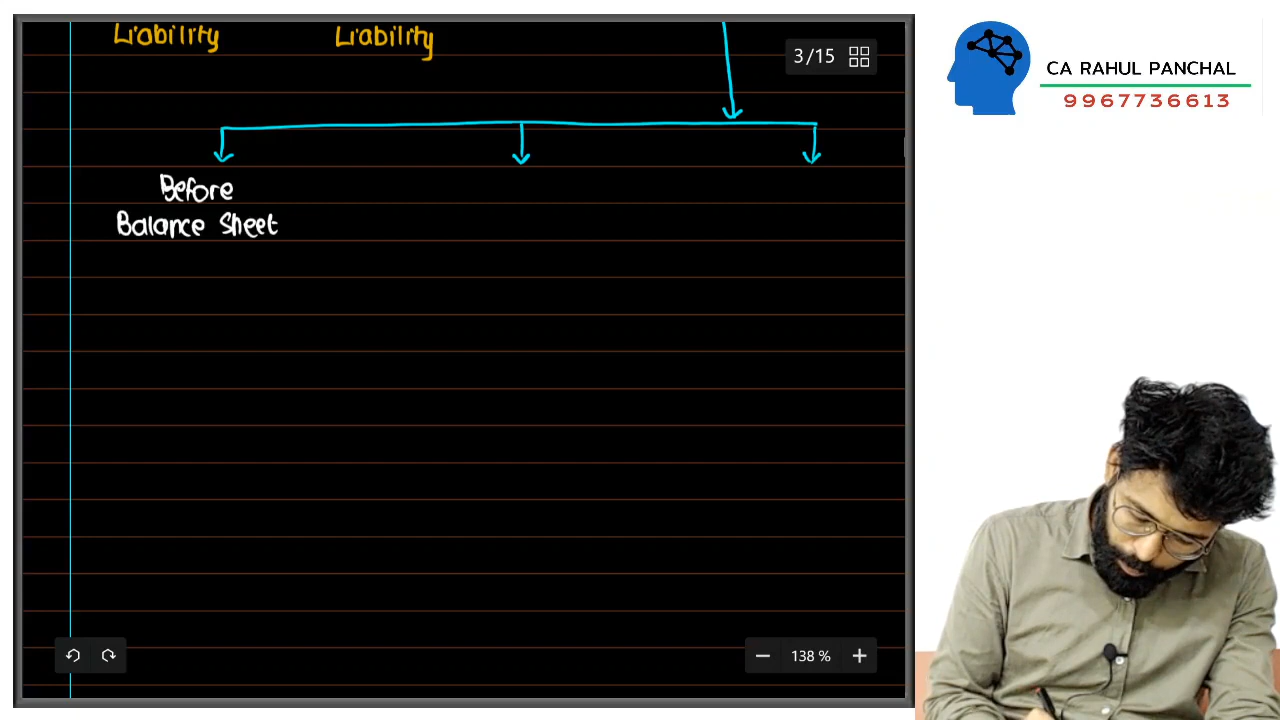 Liability Liability
3/15
Before
Balance Sheet
138 %
CA RAHUL PANCHAL
9967736613